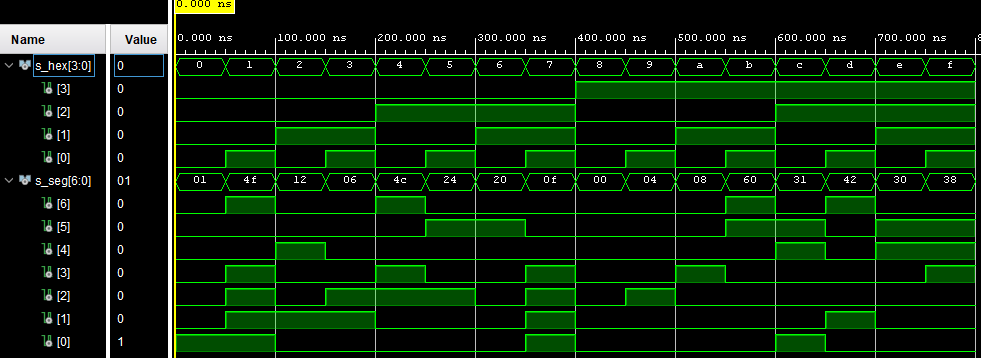 0.000 ns
Name Value 0.000 ns 100.000 ns 200.000 ns 300.000 ns 400.000 ns 500.000 ns 600.000 ns 700.000 ns 8
s_hex[3:0] 0 0 1 2 3 4 5 6 7 8 9 a b c d e f
[3] 0
[2] 0
[1] 0
[0] 0
s_seg[6:0] 01 01 4f 12 06 4c 24 20 0f 00 04 08 60 31 42 30 38
[6] 0
[5] 0
[4] 0
[3] 0
[2] 0
[1] 0
[0] 1